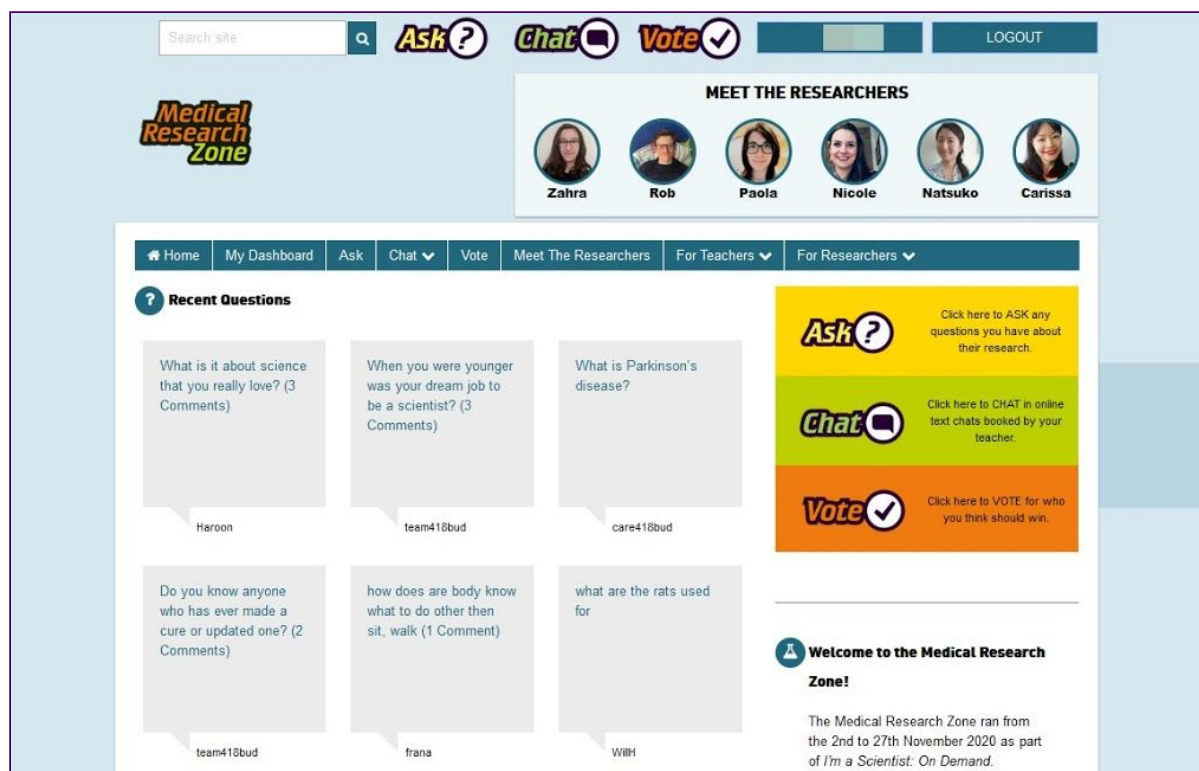 Search site
Ask?
Chat
Vote
LOGOUT
Medical
Research
Zone
MEET THE RESEARCHERS
Zahra
Rob
Paola
Nicole
Natsuko
Carissa
Home
My Dashboard
Ask
Chat
Vote
Meet The Researchers
For Teachers
For Researchers
? Recent Questions
What is it about science
that you really love? (3
Comments)
Haroon
When you were younger
was your dream job to
be a scientist? (3
Comments)
team418bud
What is Parkinson's
disease?
care418bud
Do you know anyone
who has ever made a
cure or updated one? (2
Comments)
team418bud
how does are body know
what to do other then
sit, walk (1 Comment)
frana
what are the rats used
for
WillH
Ask?
Click here to ASK any
questions you have about
their research.
Chat
Click here to CHAT in online
text chats booked by your
teacher.
Vote
Click here to VOTE for who
you think should win.
Welcome to the Medical Research
Zone!
The Medical Research Zone ran from
the 2nd to 27th November 2020 as part
of I'm a Scientist: On Demand.